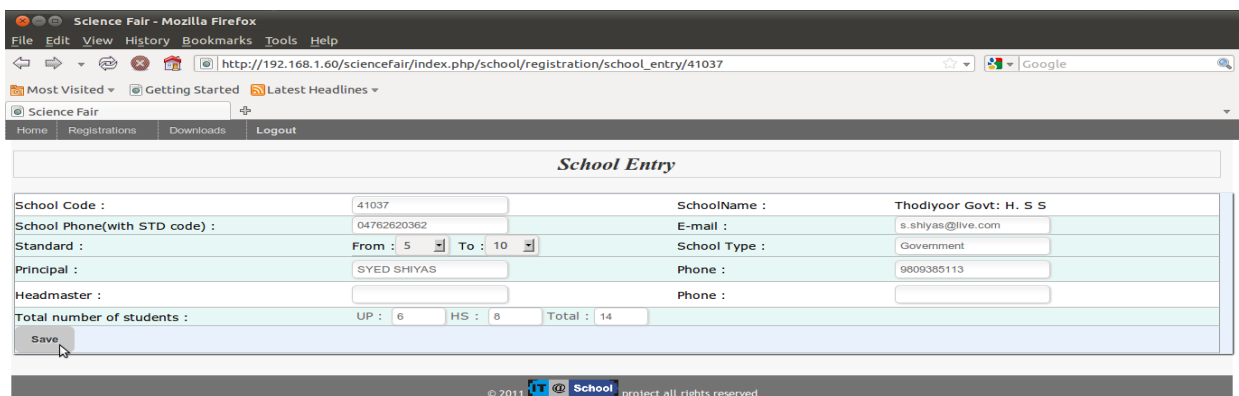 Science Fair - Mozilla Firefox
File Edit View History Bookmarks Tools Help
http://192.168.1.60/sciencefair/index.php/school/registration/school_entry/41037 Google
Most Visited Getting Started Latest Headlines
Science Fair
Home Registrations Downloads Logout
School Entry
School Code : 41037 SchoolName : Thodiyoor Govt: H. S S
School Phone(with STD code) : 04762620362 E-mail : s.shiyas@live.com
Standard : From : 5 To : 10 School Type : Government
Principal : SYED SHIYAS Phone : 9809385113
Headmaster : Phone :
Total number of students : UP : 6 HS : 8 Total : 14
Save
© 2011 IT @ School project all rights reserved